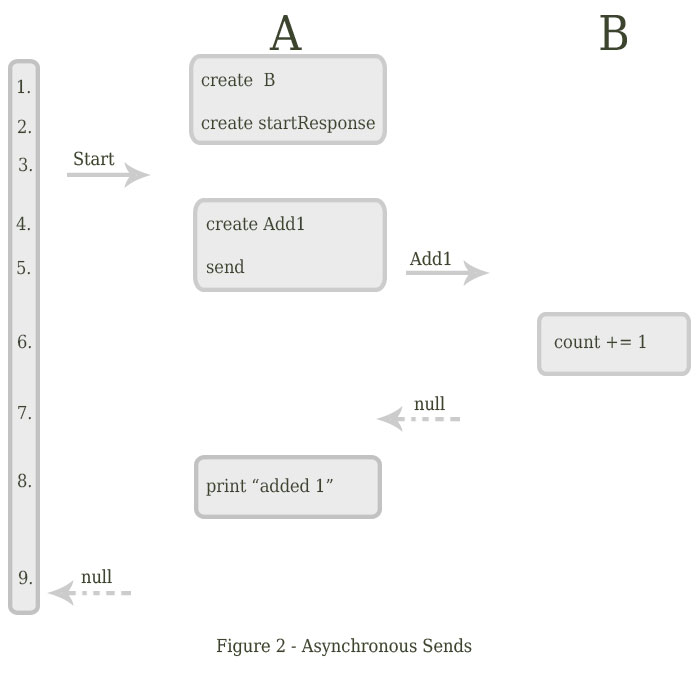 A
B
1.
create  B
2.
create startResponse
3.
Start
4.
create Add1
5.
send
Add1
6.
count += 1
7.
null
8.
print “added 1”
9.
null
Figure 2 - Asynchronous Sends